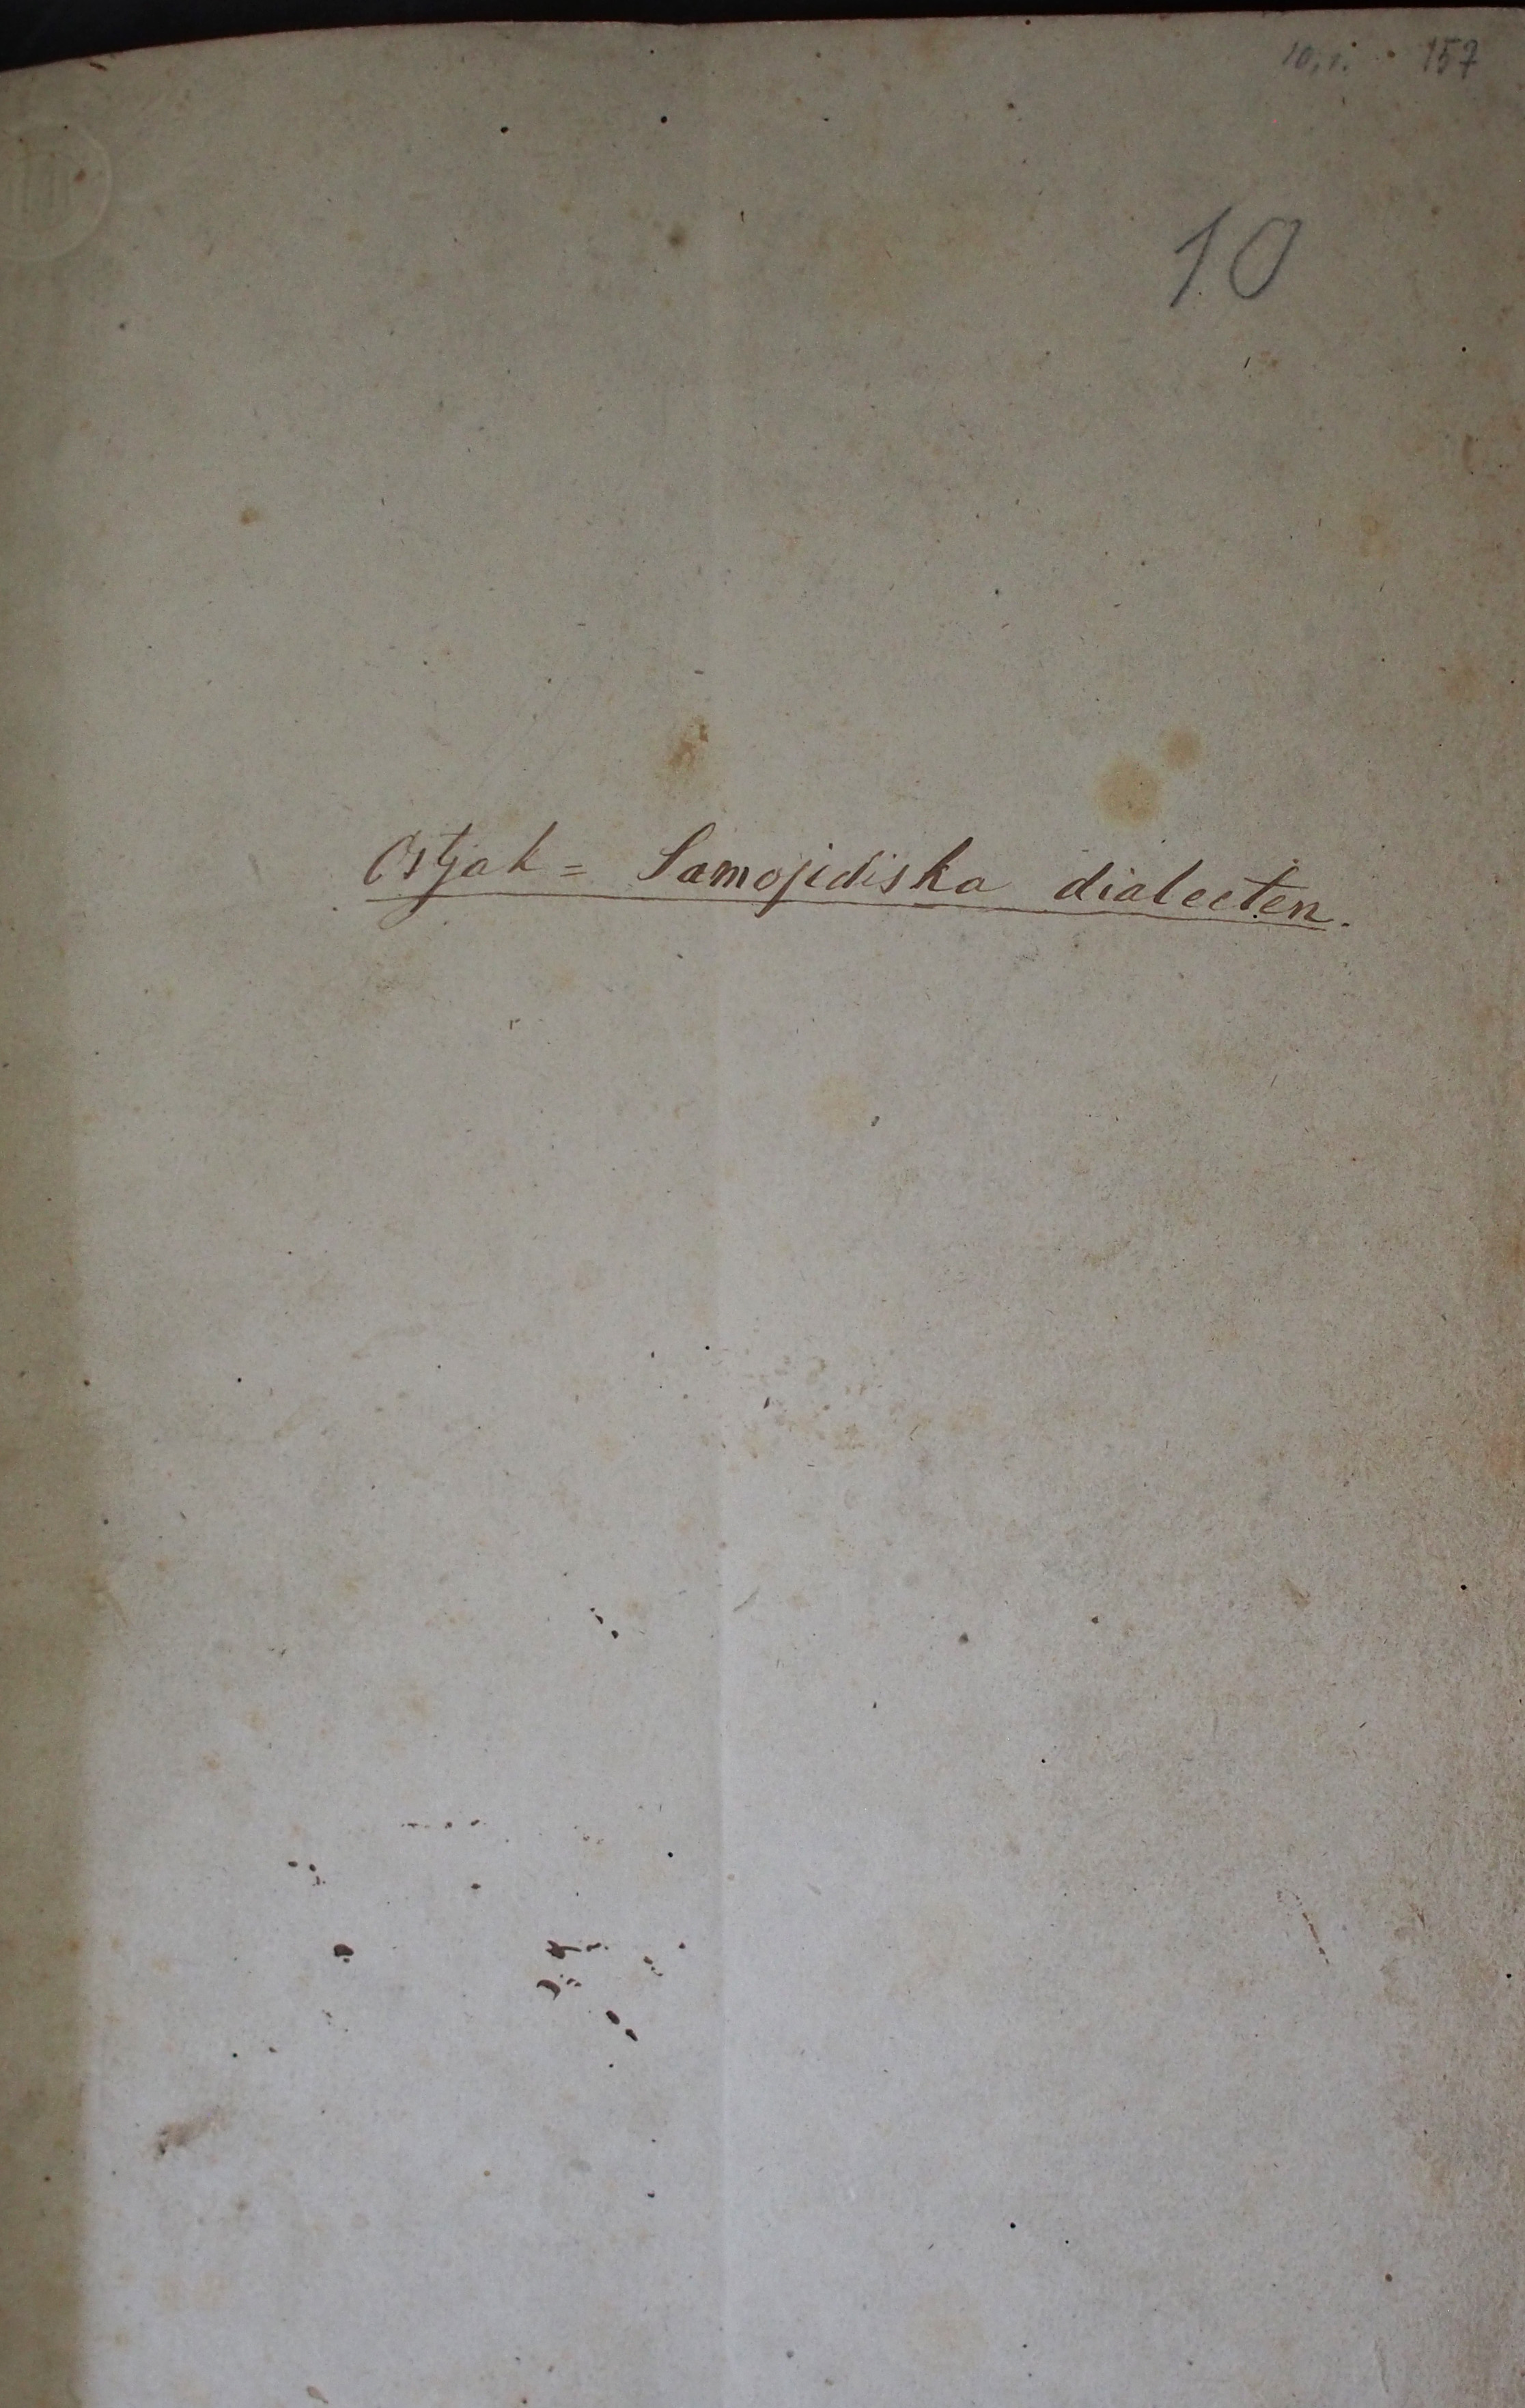 10,1. 157
10
Ostjak = Samojediska dialecten.